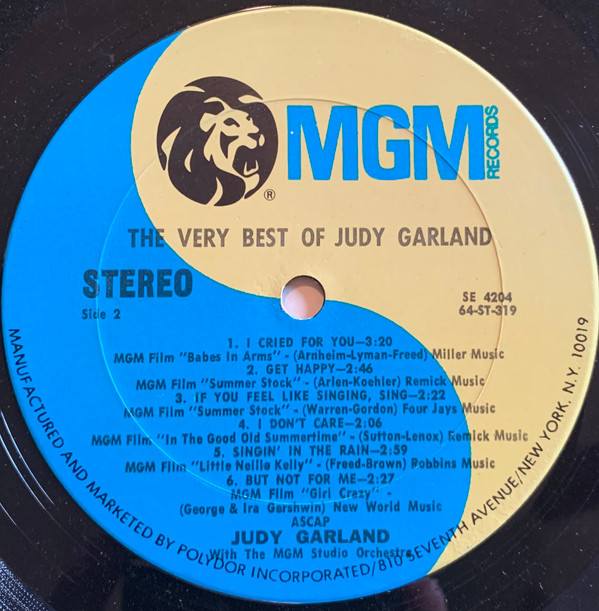 MGM RECORDS
®
THE VERY BEST OF JUDY GARLAND
STEREO
Side 2
SE 4204
64-ST-319
1. I CRIED FOR YOU—3:20
MGM Film "Babes In Arms" - (Arnheim-Lyman-Freed) Miller Music
2. GET HAPPY—2:46
MGM Film "Summer Stock" - (Arlen-Koehler) Remick Music
3. IF YOU FEEL LIKE SINGING, SING—2:22
MGM Film "Summer Stock" - (Warren-Gordon) Four Jays Music
4. I DON'T CARE—2:06
MGM Film "In The Good Old Summertime" - (Sutton-Lenox) Remick Music
5. SINGIN' IN THE RAIN—2:59
MGM Film "Little Nellie Kelly" - (Freed-Brown) Robbins Music
6. BUT NOT FOR ME—2:27
MGM Film "Girl Crazy" -
(George & Ira Gershwin) New World Music
ASCAP
JUDY GARLAND
With The MGM Studio Orchestra
MANUFACTURED AND MARKETED BY POLYDOR INCORPORATED/810 SEVENTH AVENUE/NEW YORK, N.Y. 10019